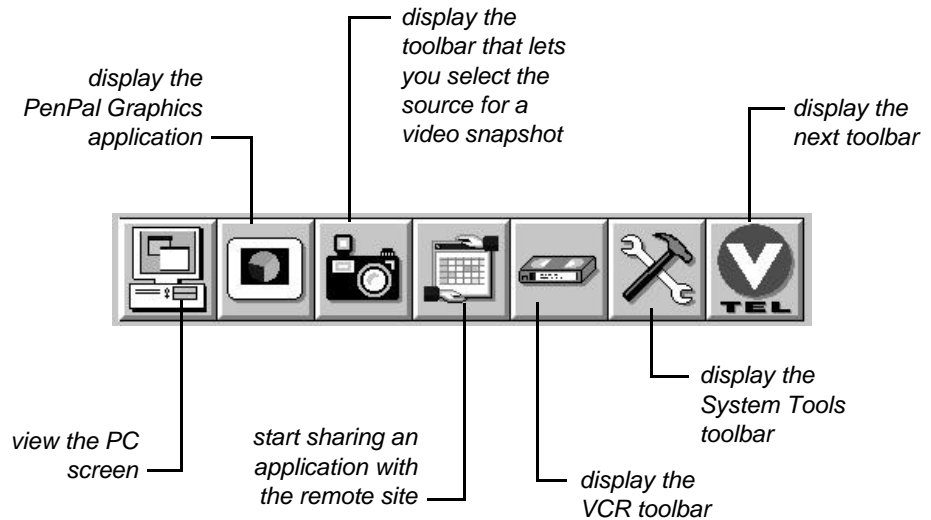 display the
toolbar that lets
you select the
source for a
video snapshot
display the
PenPal Graphics
application
display the
next toolbar
V
TEL
view the PC
screen
start sharing an
application with
the remote site
display the
VCR toolbar
display the
System Tools
toolbar